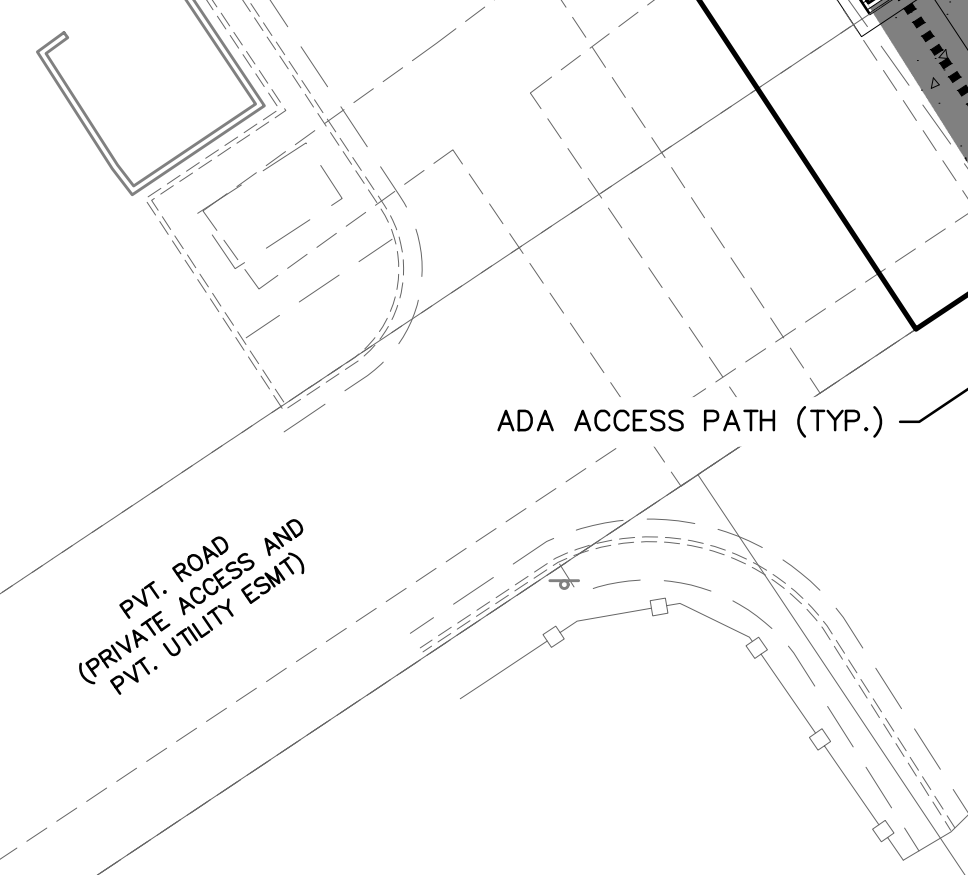 ADA ACCESS PATH (TYP.)
PVT. ROAD
(PRIVATE ACCESS AND
PVT. UTILITY ESMT)